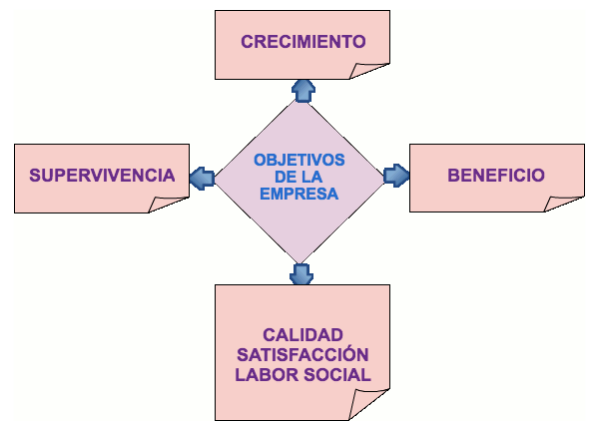 CRECIMIENTO
SUPERVIVENCIA
OBJETIVOS
DE LA
EMPRESA
BENEFICIO
CALIDAD
SATISFACCIÓN
LABOR SOCIAL